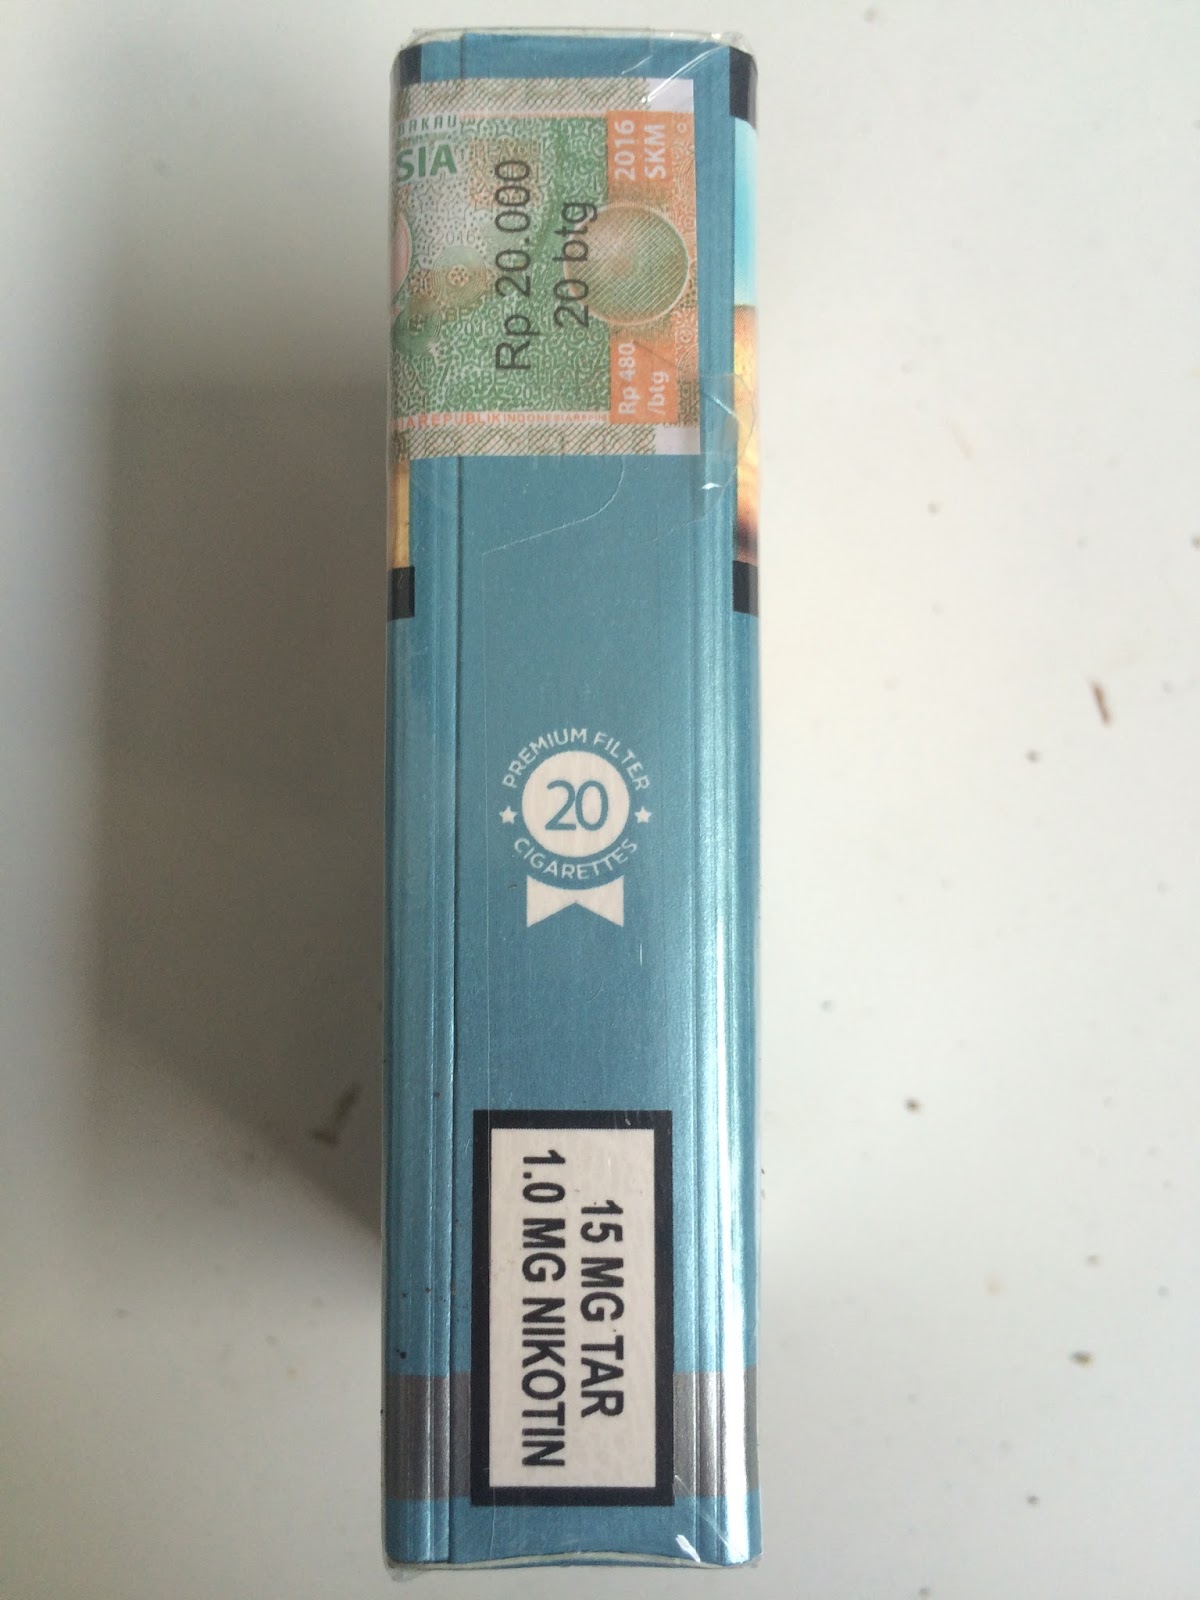 BAKAU
SIA
Rp 20.000
20 btg
2016
SKM
Rp 480
/btg
REPUBLIK INDONESIA
PREMIUM FILTER
20
CIGARETTES
15 MG TAR
1.0 MG NIKOTIN